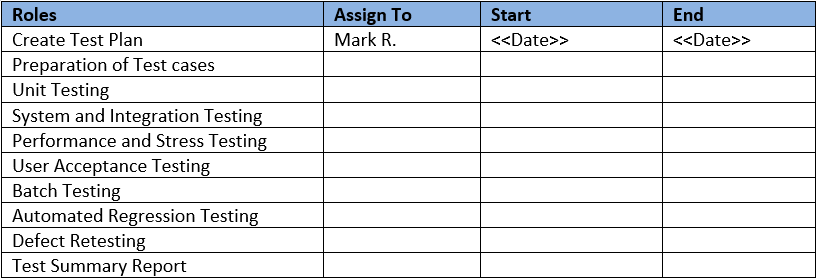 Roles Assign To Start End
Create Test Plan Mark R. <<Date>> <<Date>>
Preparation of Test cases
Unit Testing
System and Integration Testing
Performance and Stress Testing
User Acceptance Testing
Batch Testing
Automated Regression Testing
Defect Retesting
Test Summary Report